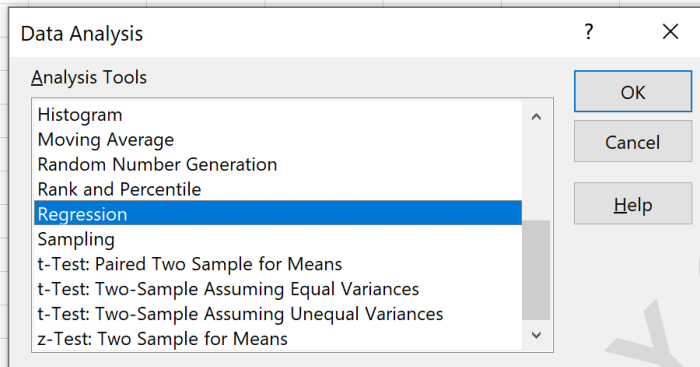 Data Analysis
?
Analysis Tools
Histogram
Moving Average
Random Number Generation
Rank and Percentile
Regression
Sampling
t-Test: Paired Two Sample for Means
t-Test: Two-Sample Assuming Equal Variances
t-Test: Two-Sample Assuming Unequal Variances
z-Test: Two Sample for Means
OK
Cancel
Help